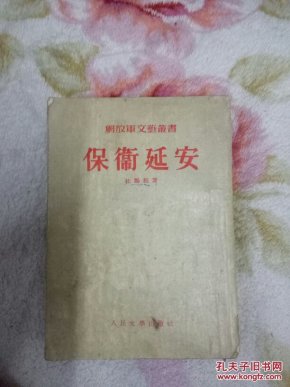 解放軍文藝叢書
保衞延安
杜鵬程著
人民文學出版社
孔夫子旧书网